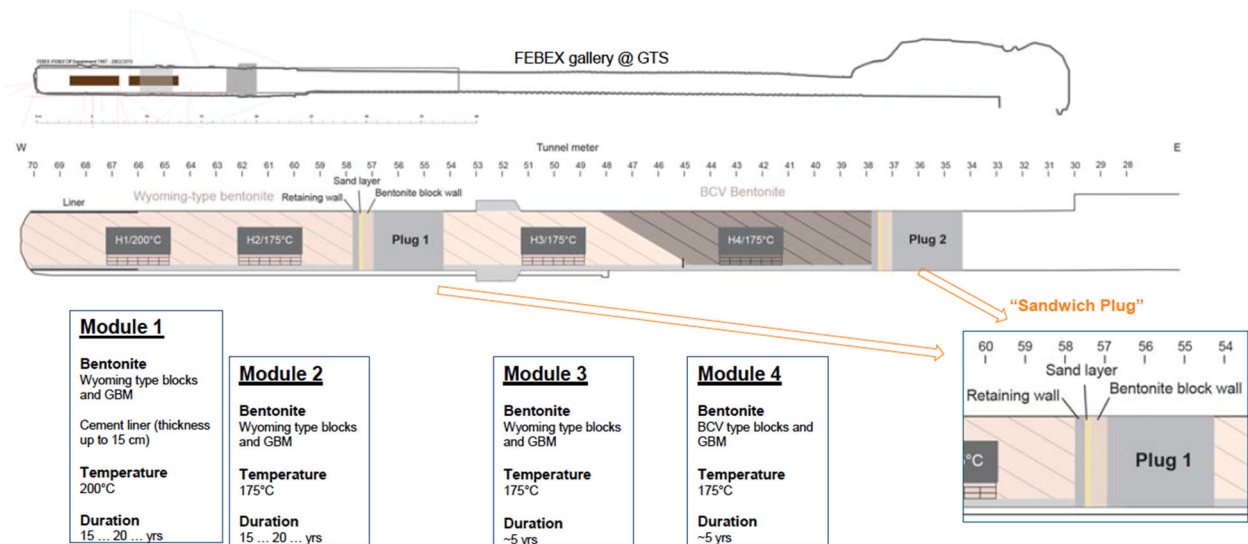 FEBEX gallery @ GTS
W
Tunnel meter
E
70 69 68 67 66 65 64 63 62 61 60 59 58 57 56 55 54 53 52 51 50 49 48 47 46 45 44 43 42 41 40 39 38 37 36 35 34 33 32 31 30 29 28
Sand layer
Liner
Wyoming-type bentonite
Retaining wall
Bentonite block wall
BCV Bentonite
H1/200°C
H2/175°C
Plug 1
H3/175°C
H4/175°C
Plug 2
"Sandwich Plug"
Module 1
Bentonite
Wyoming type blocks
and GBM
Cement liner (thickness
up to 15 cm)
Temperature
200°C
Duration
15 ... 20 ... yrs
Module 2
Bentonite
Wyoming type blocks
and GBM
Temperature
175°C
Duration
15 ... 20 ... yrs
Module 3
Bentonite
Wyoming type blocks
and GBM
Temperature
175°C
Duration
~5 yrs
Module 4
Bentonite
BCV type blocks and
GBM
Temperature
175°C
Duration
~5 yrs
60 59 58 57 56 55 54
Sand layer
Retaining wall
Bentonite block wall
°C
Plug 1